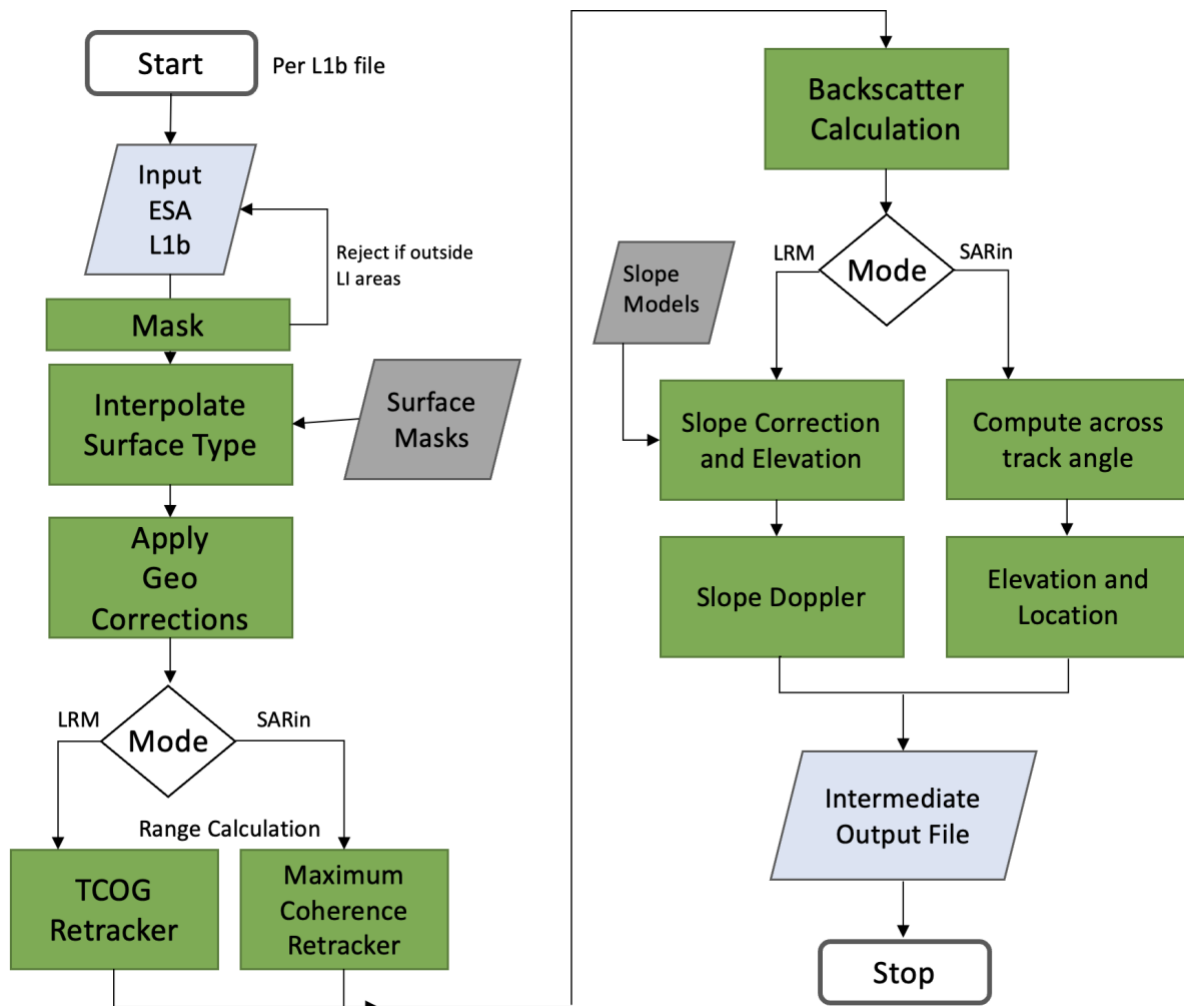 Start
Per L1b file
Input
ESA
L1b
Reject if outside
LI areas
Mask
Interpolate
Surface Type
Surface
Masks
Apply
Geo
Corrections
LRM
SARin
Mode
Range Calculation
TCOG
Retracker
Maximum
Coherence
Retracker
Backscatter
Calculation
LRM
SARin
Mode
Slope
Models
Slope Correction
and Elevation
Compute across
track angle
Slope Doppler
Elevation and
Location
Intermediate
Output File
Stop